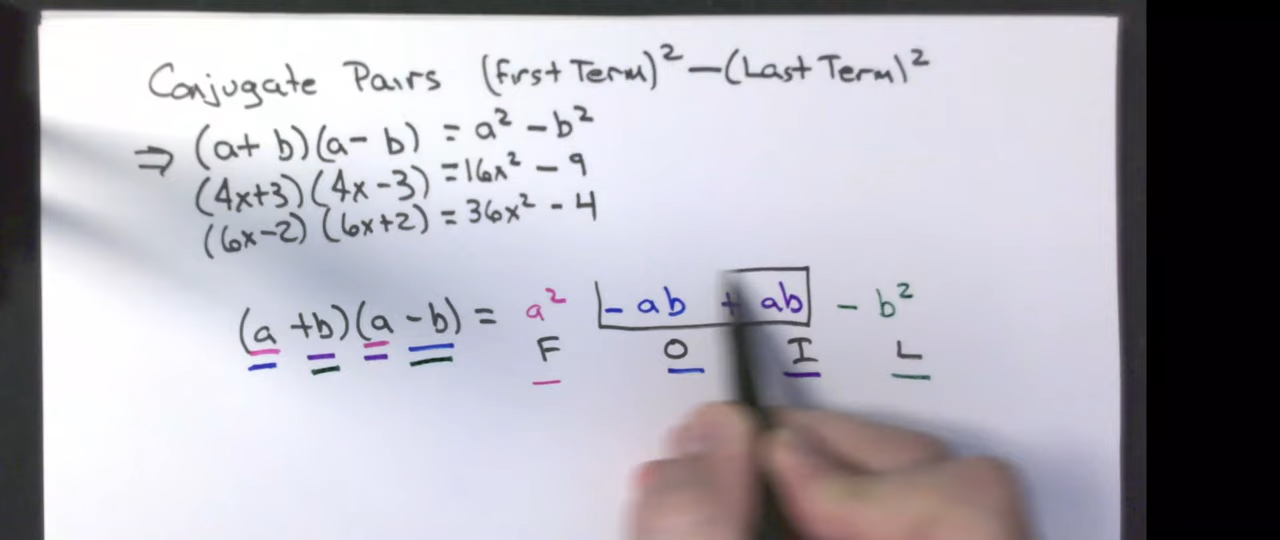 Conjugate Pairs (First Term)² - (Last Term)²
⇒ (a+ b)(a- b) = a² - b²
(4x+3)(4x-3) = 16x² - 9
(6x-2)(6x+2) = 36x² - 4
(a +b)(a -b) = a² - ab + ab - b²
F O I L